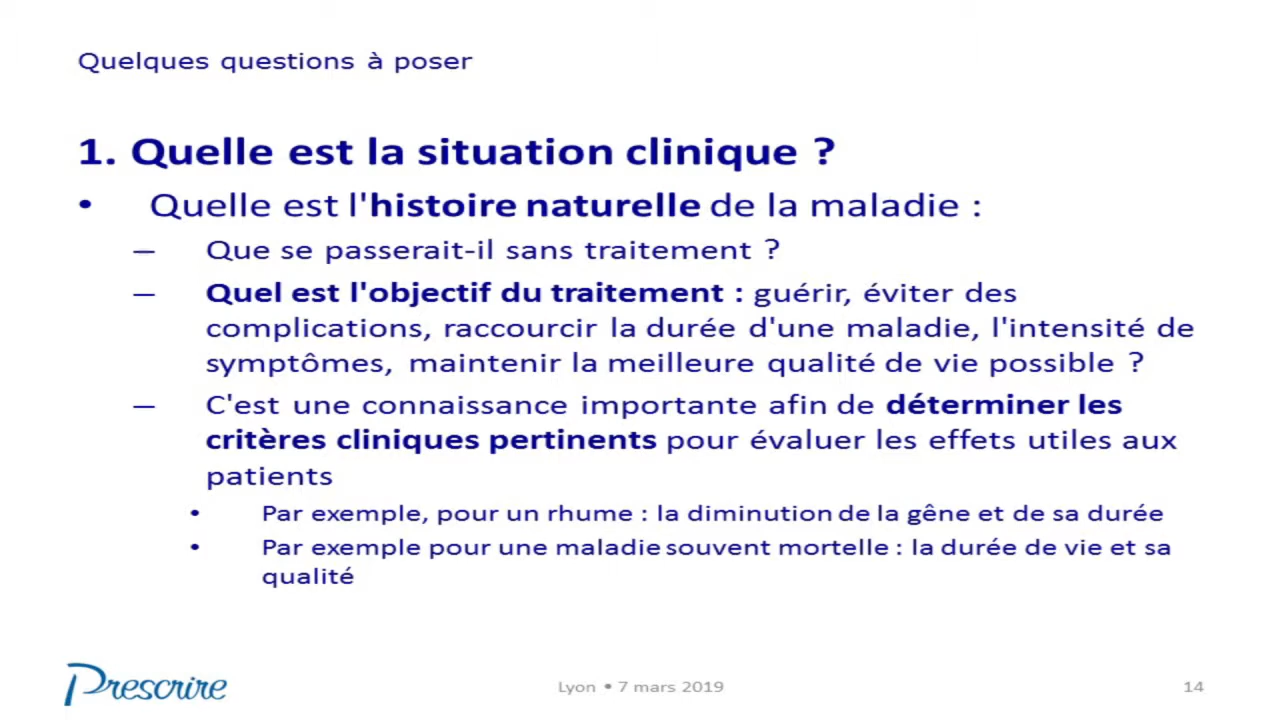 Quelques questions à poser
1. Quelle est la situation clinique ?
• Quelle est l'histoire naturelle de la maladie :
— Que se passerait-il sans traitement ?
— Quel est l'objectif du traitement : guérir, éviter des
complications, raccourcir la durée d'une maladie, l'intensité de
symptômes, maintenir la meilleure qualité de vie possible ?
— C'est une connaissance importante afin de déterminer les
critères cliniques pertinents pour évaluer les effets utiles aux
patients
• Par exemple, pour un rhume : la diminution de la gêne et de sa durée
• Par exemple pour une maladie souvent mortelle : la durée de vie et sa
qualité
Prescrire
Lyon • 7 mars 2019
14